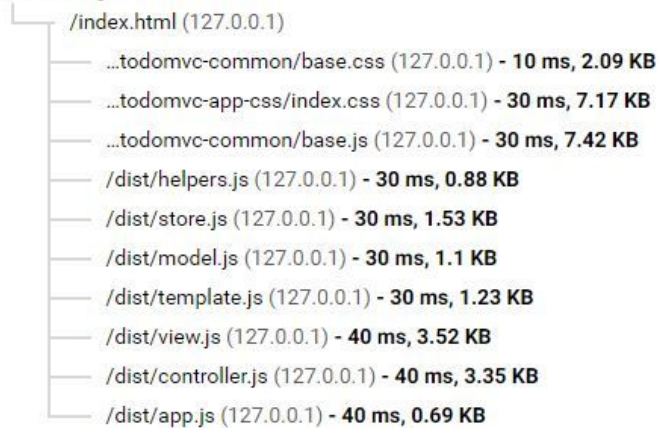 /index.html (127.0.0.1)
...todomvc-common/base.css (127.0.0.1) - 10 ms, 2.09 KB
...todomvc-app-css/index.css (127.0.0.1) - 30 ms, 7.17 KB
...todomvc-common/base.js (127.0.0.1) - 30 ms, 7.42 KB
/dist/helpers.js (127.0.0.1) - 30 ms, 0.88 KB
/dist/store.js (127.0.0.1) - 30 ms, 1.53 KB
/dist/model.js (127.0.0.1) - 30 ms, 1.1 KB
/dist/template.js (127.0.0.1) - 30 ms, 1.23 KB
/dist/view.js (127.0.0.1) - 40 ms, 3.52 KB
/dist/controller.js (127.0.0.1) - 40 ms, 3.35 KB
/dist/app.js (127.0.0.1) - 40 ms, 0.69 KB